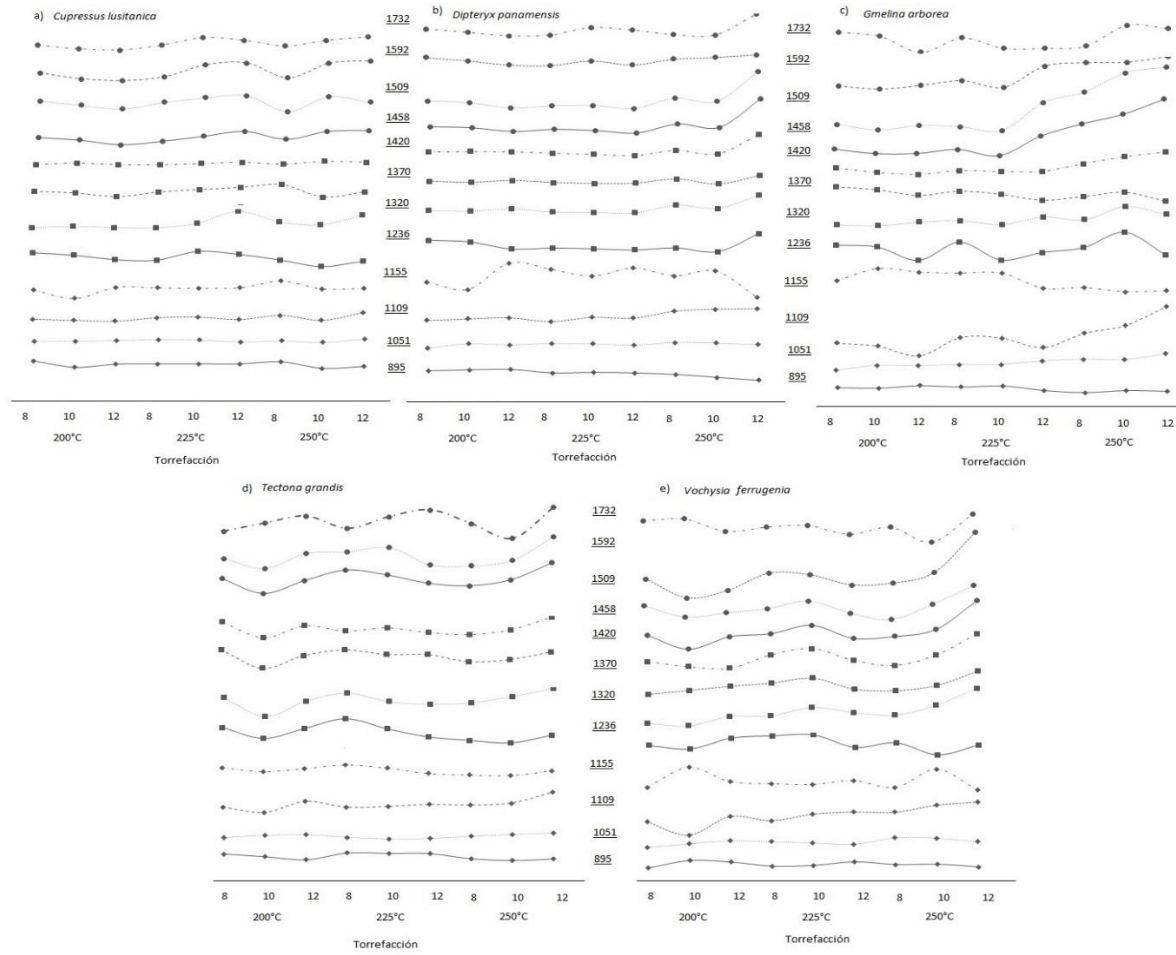 a) Cupressus lusitanica
1732
1592
1509
1458
1420
1370
1320
1236
1155
1109
1051
895
8 10 12 8 10 12 8 10 12
200°C 225°C 250°C
Torrefacción
b) Dipteryx panamensis
8 10 12 8 10 12 8 10 12
200°C 225°C 250°C
Torrefacción
c) Gmelina arborea
1732
1592
1509
1458
1420
1370
1320
1236
1155
1109
1051
895
8 10 12 8 10 12 8 10 12
200°C 225°C 250°C
Torrefacción
d) Tectona grandis
1732
1592
1509
1458
1420
1370
1320
1236
1155
1109
1051
895
8 10 12 8 10 12 8 10 12
200°C 225°C 250°C
Torrefacción
e) Vochysia ferrugenia
8 10 12 8 10 12 8 10 12
200°C 225°C 250°C
Torrefacción